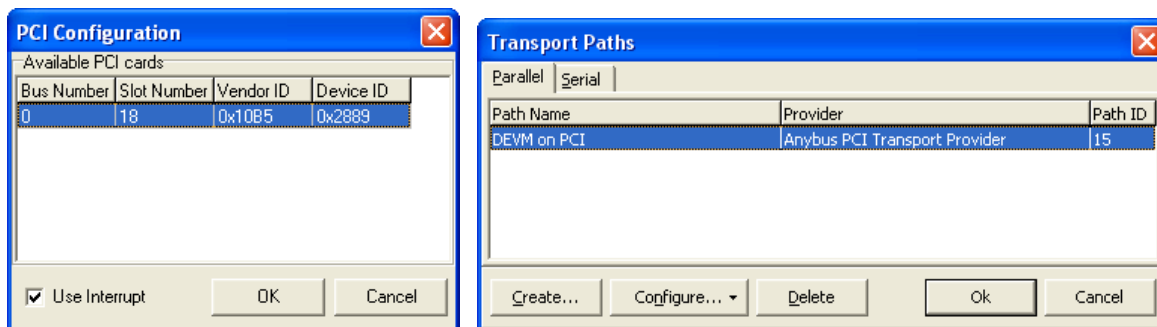 PCI Configuration
Available PCI cards
Bus Number Slot Number Vendor ID Device ID
0 18 0x10B5 0x2889
Use Interrupt OK Cancel
Transport Paths
Parallel Serial
Path Name Provider Path ID
DEVM on PCI Anybus PCI Transport Provider 15
Create... Configure... Delete Ok Cancel